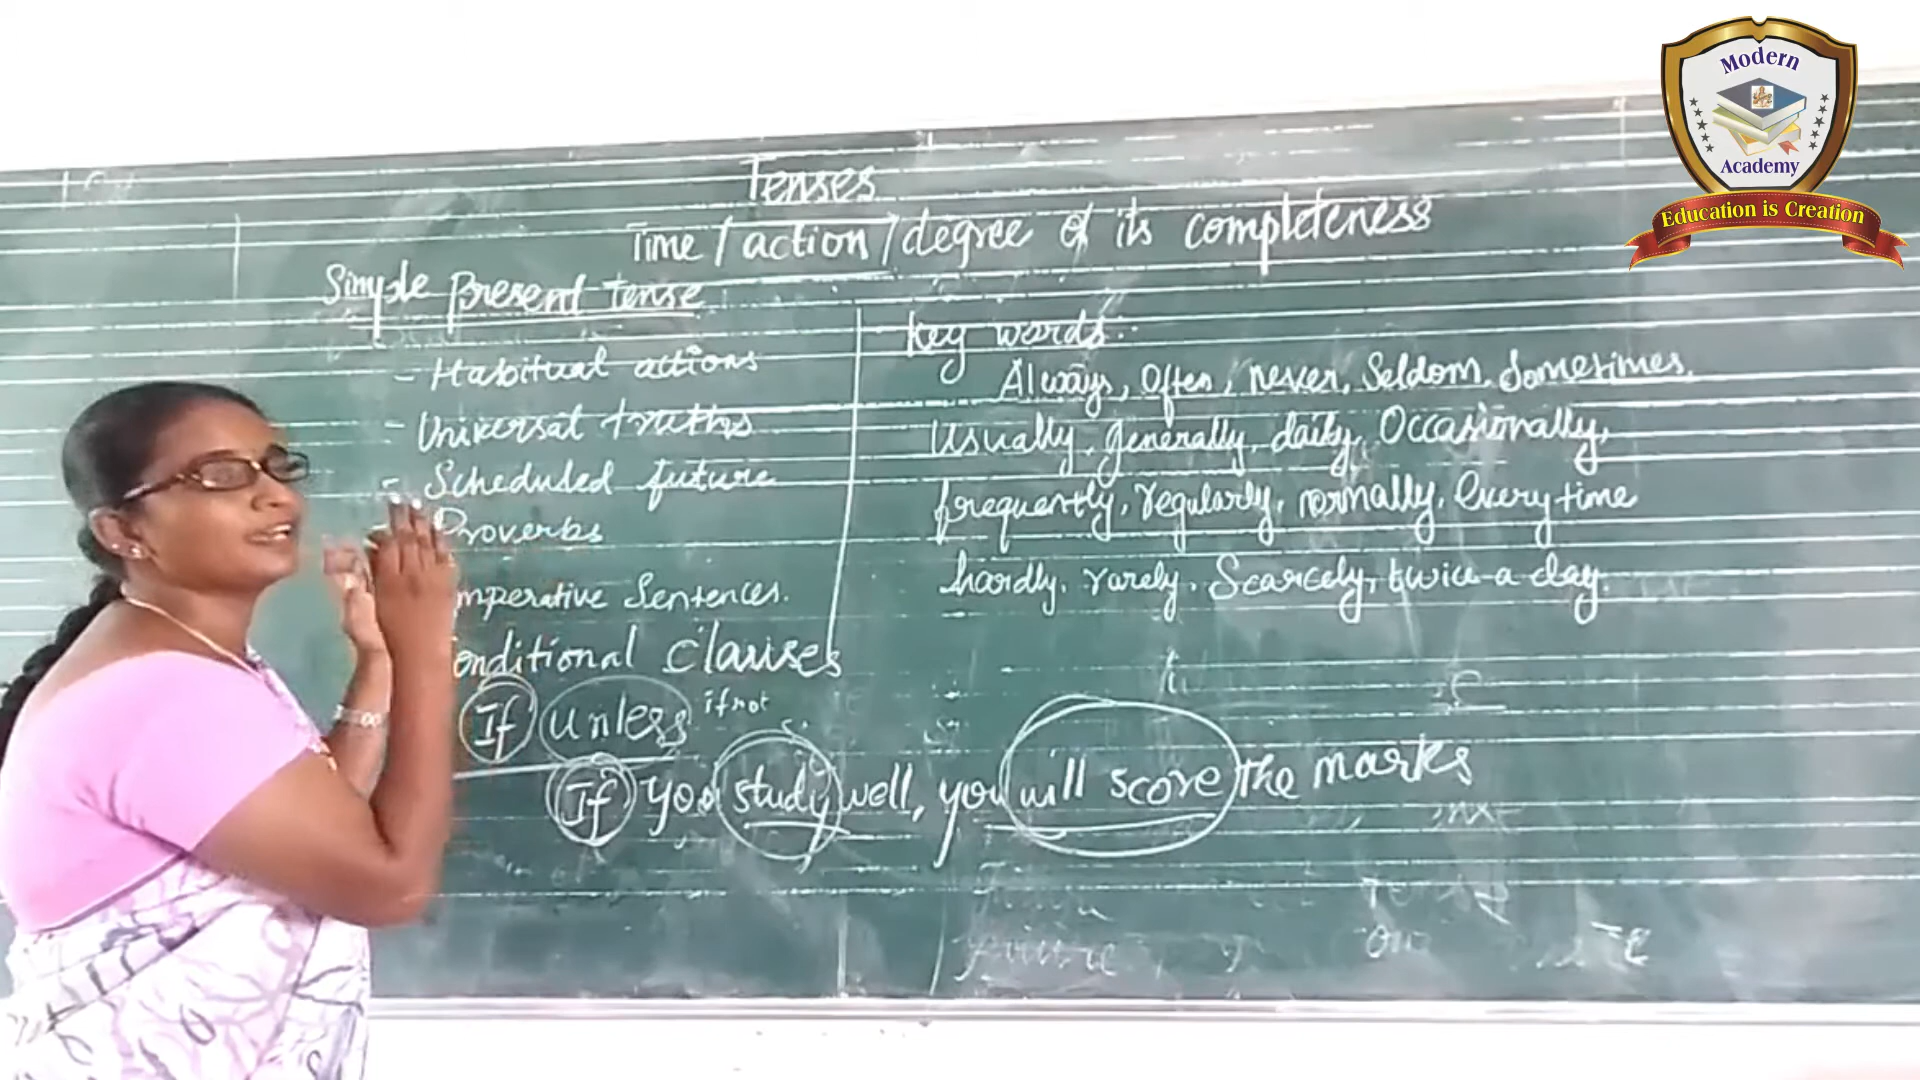 Tenses
Time / action / degree of its completeness
Simple present tense
- Habitual actions
- Universal truths
- Scheduled future
Proverbs
mperative Sentences.
onditional clauses
If unless if not
If you study well, you will score the marks
Key words:
Always, Often, never, Seldom, Sometimes,
Usually, generally, daily, Occasionally,
frequently, regularly, normally, Every time
hardly, rarely, Scarcely, twice a day.
Modern
Academy
Education is Creation